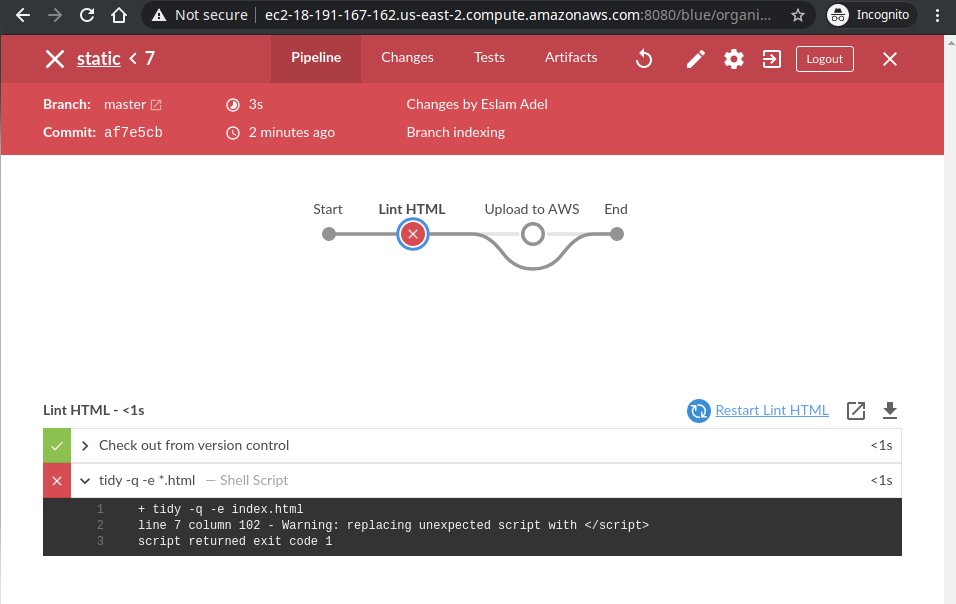 Not secure ec2-18-191-167-162.us-east-2.compute.amazonaws.com:8080/blue/organi... Incognito
static < 7 Pipeline Changes Tests Artifacts Logout
Branch: master 3s Changes by Eslam Adel
Commit: af7e5cb 2 minutes ago Branch indexing
Start Lint HTML Upload to AWS End
Lint HTML - <1s Restart Lint HTML
Check out from version control <1s
tidy -q -e *.html — Shell Script <1s
1 + tidy -q -e index.html
2 line 7 column 102 - Warning: replacing unexpected script with </script>
3 script returned exit code 1